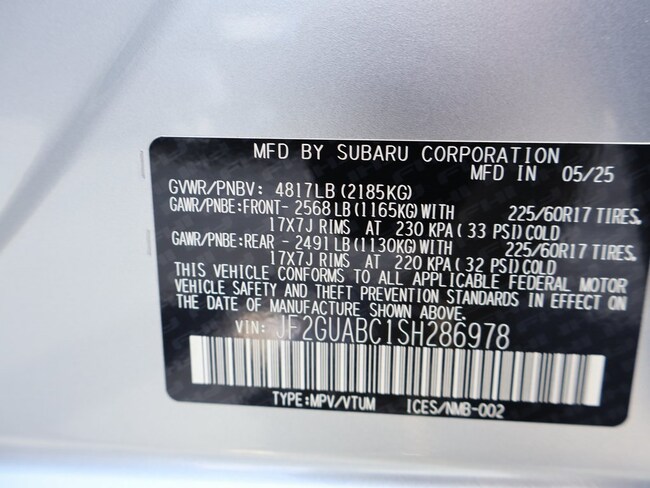 MFD BY SUBARU CORPORATION
MFD IN 05/25
GVWR/PNBV: 4817LB (2185KG)
GAWR/PNBE:FRONT- 2568LB (1165KG) WITH 225/60R17 TIRES.
17X7J RIMS AT 230 KPA (33 PSI) COLD
GAWR/PNBE:REAR - 2491LB (1130KG) WITH 225/60R17 TIRES.
17X7J RIMS AT 220 KPA (32 PSI) COLD
THIS VEHICLE CONFORMS TO ALL APPLICABLE FEDERAL MOTOR
VEHICLE SAFETY AND THEFT PREVENTION STANDARDS IN EFFECT ON
THE DATE OF MANUFACTURE SHOWN ABOVE.
VIN: JF2GUABC1SH286978
TYPE:MPV/VTUM ICES/NMB-002